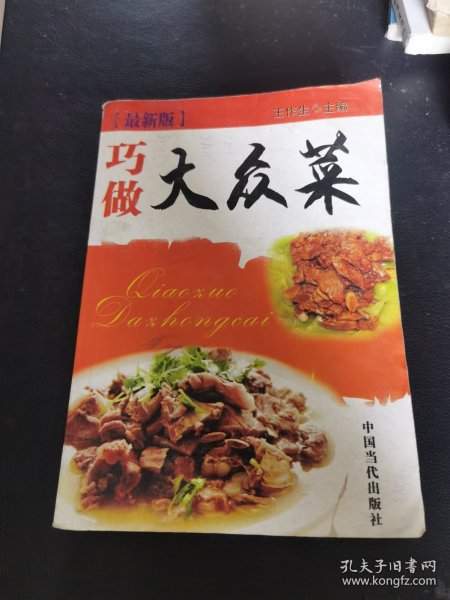 【最新版】
王作生◇主编
巧做
大众菜
Qiaozuo
Dazhongcai
中国当代出版社
孔夫子旧书网
www.kongfz.com